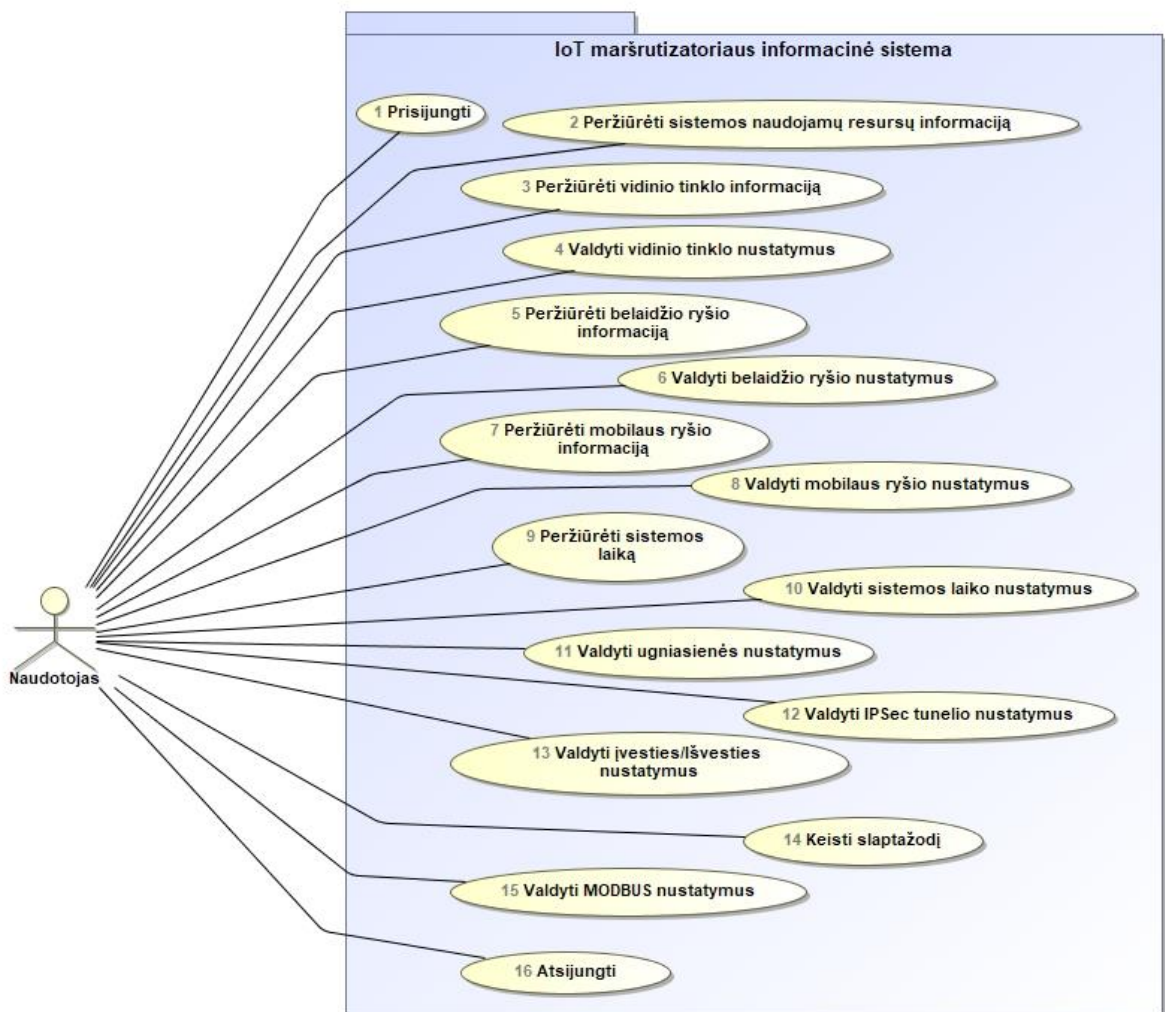 IoT maršrutizatoriaus informacinė sistema
1 Prisijungti
2 Peržiūrėti sistemos naudojamų resursų informaciją
3 Peržiūrėti vidinio tinklo informaciją
4 Valdyti vidinio tinklo nustatymus
5 Peržiūrėti belaidžio ryšio
informaciją
6 Valdyti belaidžio ryšio nustatymus
7 Peržiūrėti mobilaus ryšio
informaciją
8 Valdyti mobilaus ryšio nustatymus
9 Peržiūrėti sistemos
laiką
10 Valdyti sistemos laiko nustatymus
11 Valdyti ugniasienės nustatymus
Naudotojas
12 Valdyti IPSec tunelio nustatymus
13 Valdyti įvesties/Išvesties
nustatymus
14 Keisti slaptažodį
15 Valdyti MODBUS nustatymus
16 Atsijungti